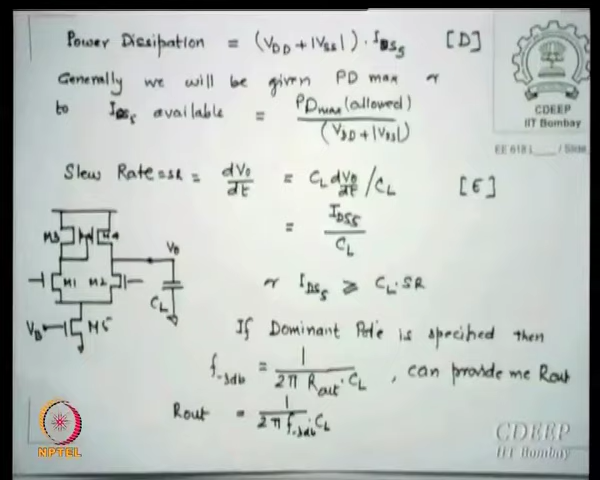 Power Dissipation = (VDD + |VSS|) . IDS5 [D]
CDEEP
IIT Bombay
Generally we will be given PD max or
to IDS5 available = PDmax (allowed) / (VDD + |VSS|)
EE 618 L____ / Slide
Slew Rate = SR = dVo/dt = CL dVo/dt / CL [E]
= IDS5 / CL
M3 M4 Vo
M1 M2 CL
or IDS5 ≥ CL . SR
VB M5
If Dominant Pole is specified then
f-3db = 1 / 2π Rout . CL , can provide me Rout
Rout = 1 / 2π f-3db . CL
NPTEL
CDEEP
IIT Bombay